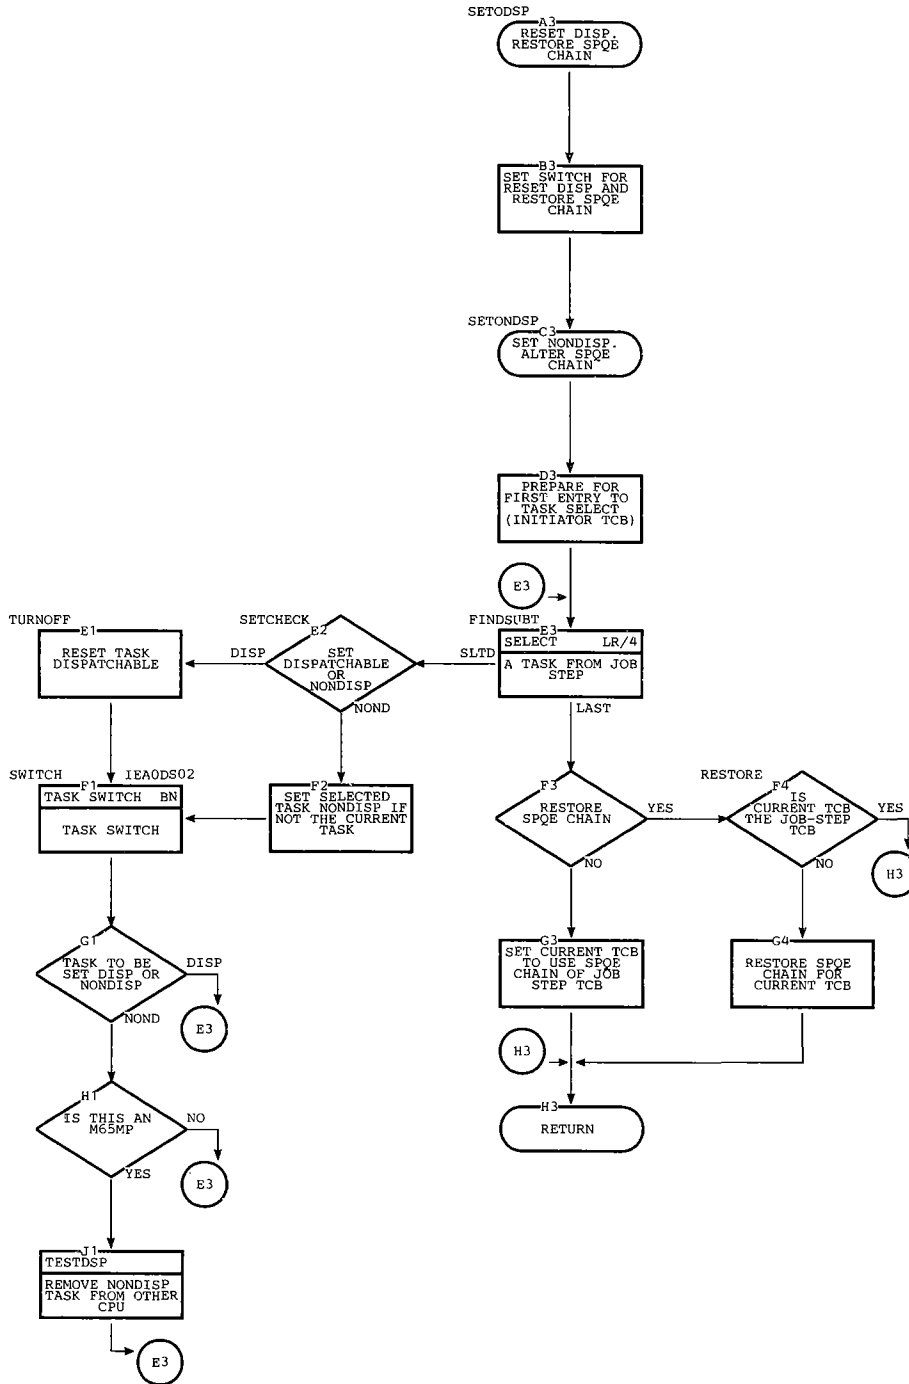 SETODSP
A3
RESET DISP.
RESTORE SPQE
CHAIN
B3
SET SWITCH FOR
RESET DISP AND
RESTORE SPQE
CHAIN
SETONDSP
C3
SET NONDISP.
ALTER SPQE
CHAIN
D3
PREPARE FOR
FIRST ENTRY TO
TASK SELECT
(INITIATOR TCB)
E3
TURNOFF
E1
RESET TASK
DISPATCHABLE
DISP
SETCHECK
E2
SET
DISPATCHABLE
OR
NONDISP
NOND
SLTD
FINDSUBT
E3
SELECT LR/4
A TASK FROM JOB
STEP
LAST
SWITCH IEA0DS02
F1
TASK SWITCH BN
TASK SWITCH
F2
SET SELECTED
TASK NONDISP IF
NOT THE CURRENT
TASK
F3
RESTORE
SPQE CHAIN
YES
NO
RESTORE
F4
IS
CURRENT TCB
THE JOB-STEP
TCB
YES
NO
H3
G1
TASK TO BE
SET DISP OR
NONDISP
DISP
NOND
E3
G3
SET CURRENT TCB
TO USE SPQE
CHAIN OF JOB
STEP TCB
G4
RESTORE SPQE
CHAIN FOR
CURRENT TCB
H3
H1
IS THIS AN
M65MP
NO
YES
E3
H3
RETURN
J1
TESTDSP
REMOVE NONDISP
TASK FROM OTHER
CPU
E3